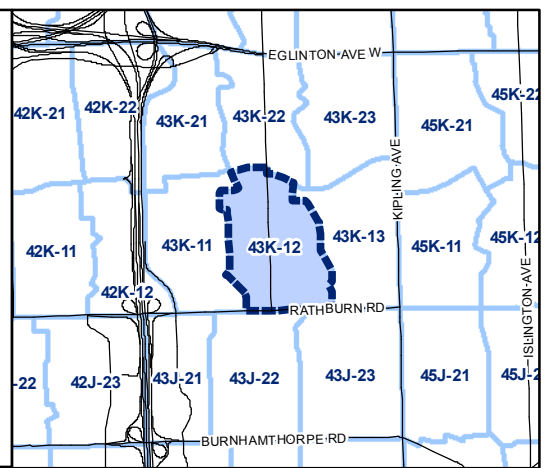 EGLINTON AVE W
45K-22
42K-21
42K-22
43K-21
43K-22
43K-23
45K-21
KIPLING AVE
42K-11
43K-11
43K-12
43K-13
45K-11
45K-12
42K-12
RATHBURN RD
ISLINGTON AVE
-22
42J-23
43J-21
43J-22
43J-23
45J-21
45J-2
BURNHAMTHORPE RD